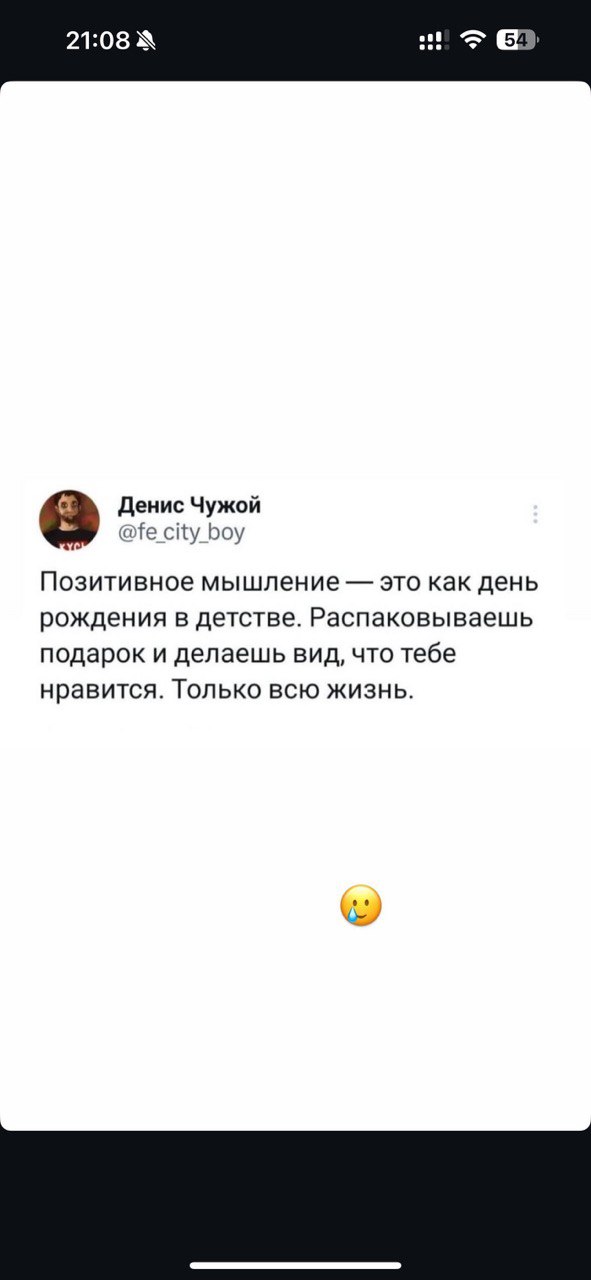 21:08
54
Денис Чужой
@fe_city_boy
Позитивное мышление — это как день
рождения в детстве. Распаковываешь
подарок и делаешь вид, что тебе
нравится. Только всю жизнь.